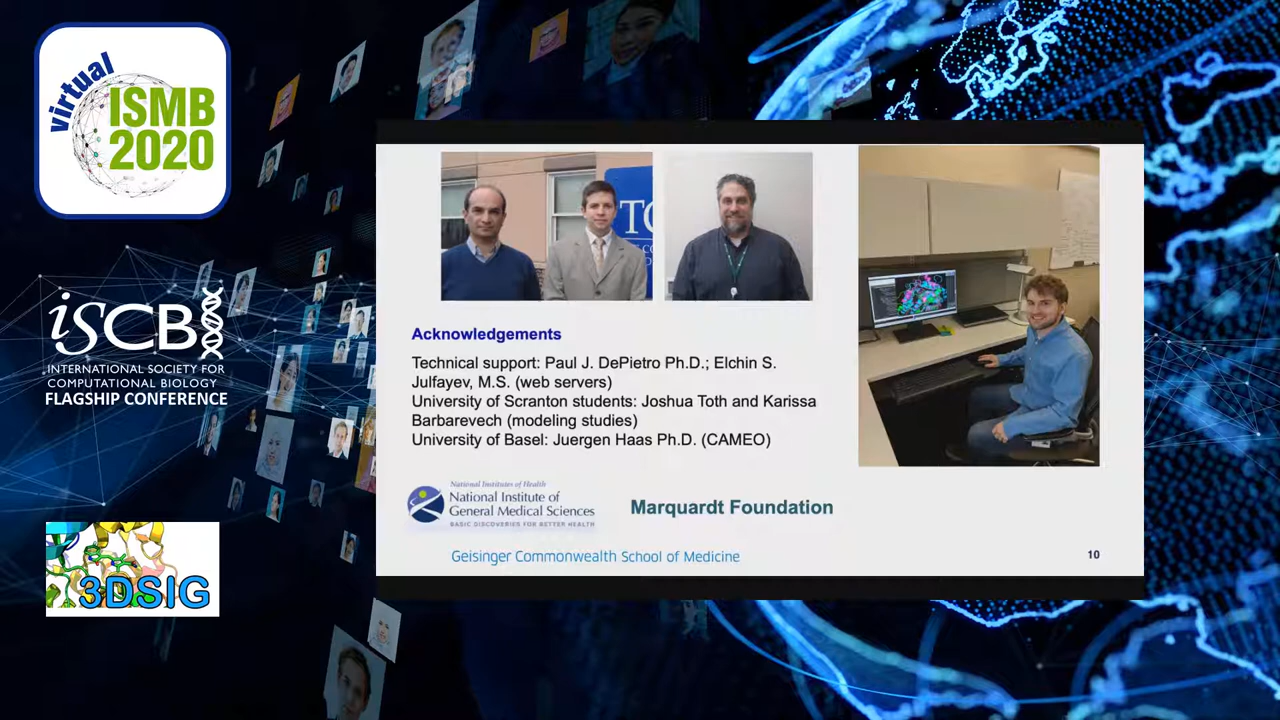 virtual
ISMB
2020
iSCB
INTERNATIONAL SOCIETY FOR
COMPUTATIONAL BIOLOGY
FLAGSHIP CONFERENCE
3DSIG
Acknowledgements
Technical support: Paul J. DePietro Ph.D.; Elchin S.
Julfayev, M.S. (web servers)
University of Scranton students: Joshua Toth and Karissa
Barbarevech (modeling studies)
University of Basel: Juergen Haas Ph.D. (CAMEO)
National Institutes of Health
National Institute of
General Medical Sciences
BASIC DISCOVERIES FOR BETTER HEALTH
Marquardt Foundation
Geisinger Commonwealth School of Medicine
10